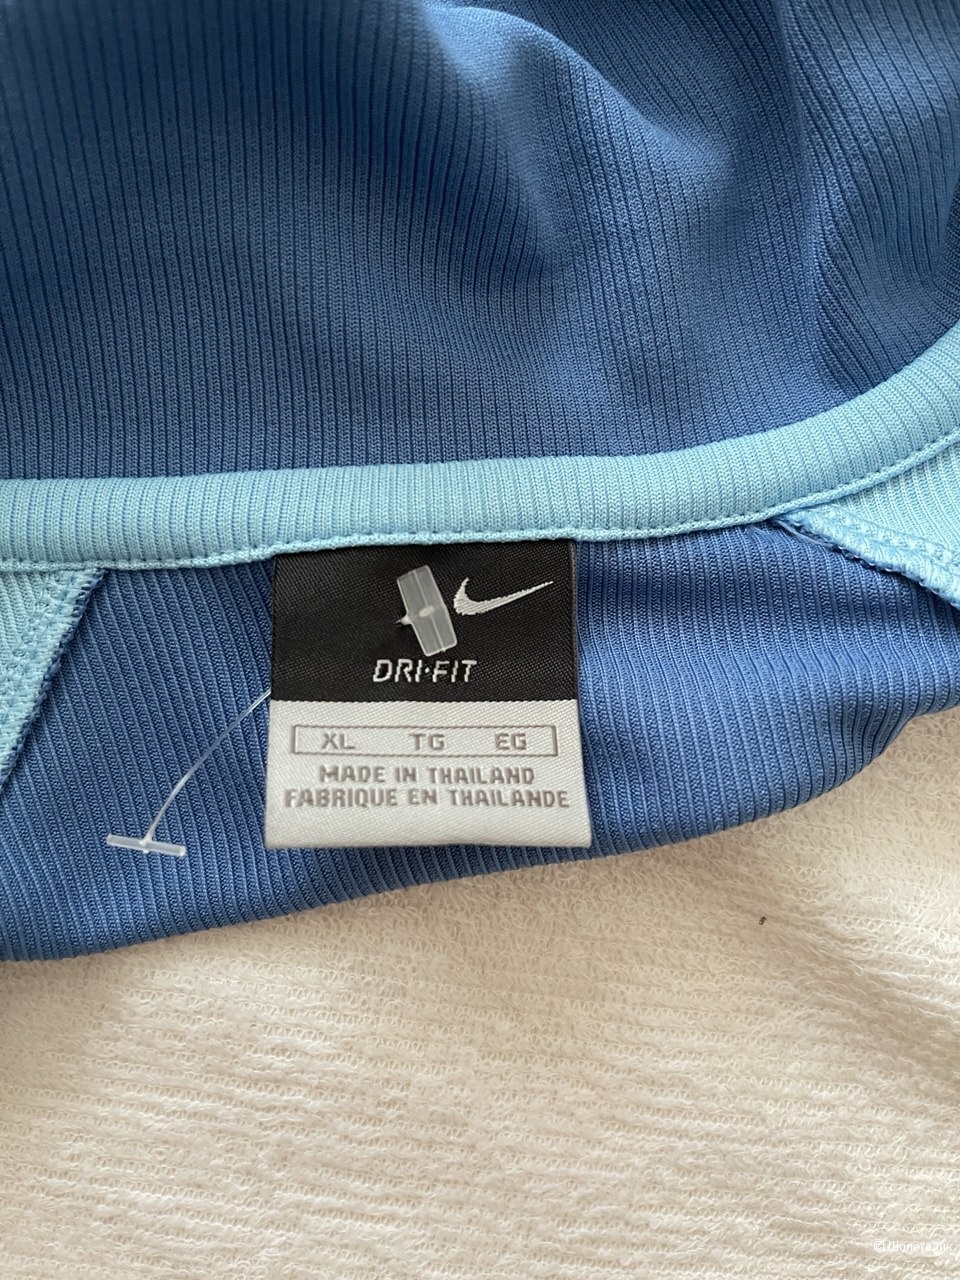 DRI-FIT
XL TG EG
MADE IN THAILAND
FABRIQUE EN THAILANDE